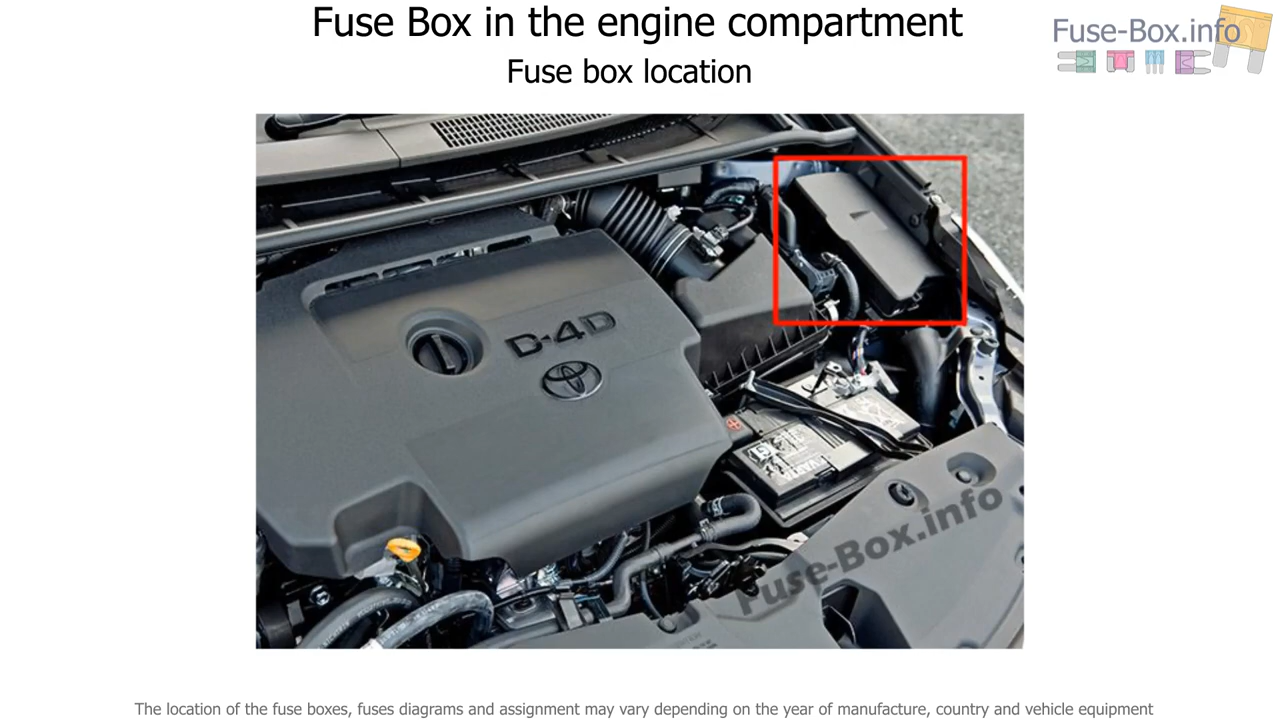 Fuse Box in the engine compartment
Fuse-Box.info
Fuse box location
D-4D
VARTA
Fuse-Box.info
The location of the fuse boxes, fuses diagrams and assignment may vary depending on the year of manufacture, country and vehicle equipment